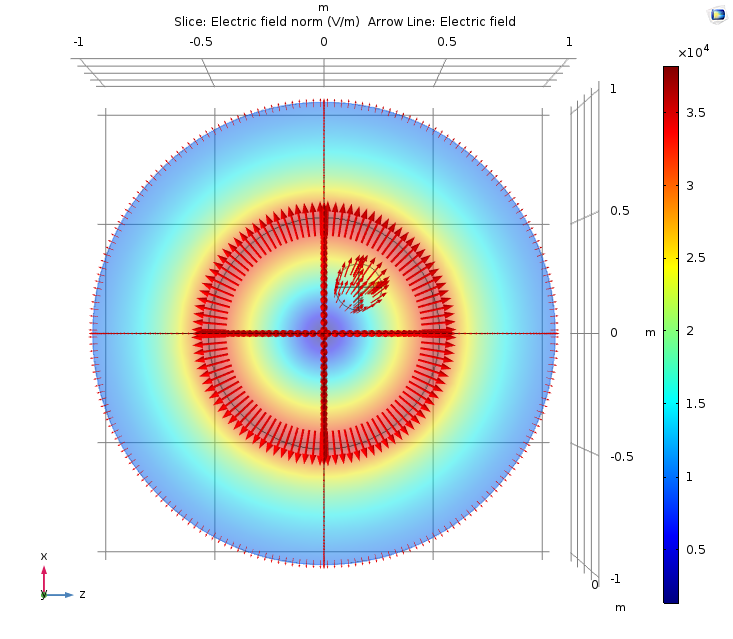 m
Slice: Electric field norm (V/m) Arrow Line: Electric field
-1 -0.5 0 0.5 1
×10⁴
1
3.5
3
0.5
2.5
0 m
2
1.5
-0.5
1
0.5
-1
0
m
x
y z